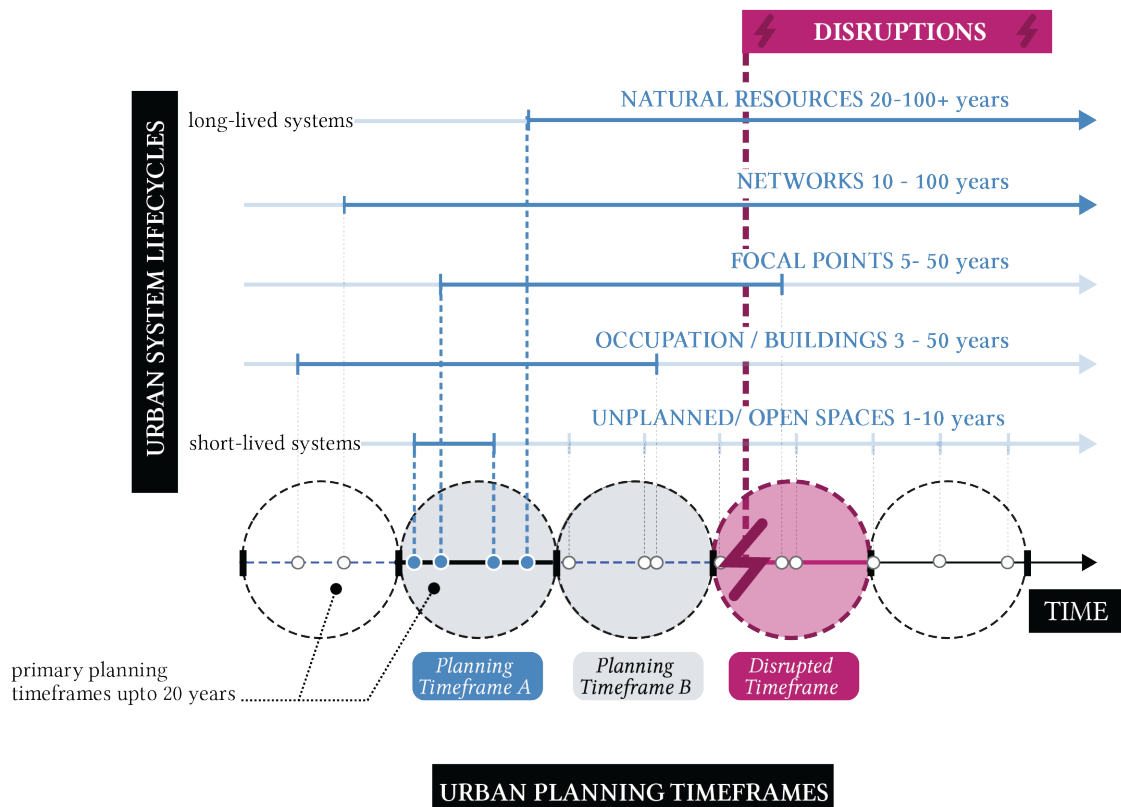 DISRUPTIONS
URBAN SYSTEM LIFECYCLES
NATURAL RESOURCES 20-100+ years
long-lived systems
NETWORKS 10 - 100 years
FOCAL POINTS 5- 50 years
OCCUPATION / BUILDINGS 3 - 50 years
UNPLANNED/ OPEN SPACES 1-10 years
short-lived systems
TIME
primary planning
timeframes upto 20 years
Planning
Timeframe A
Planning
Timeframe B
Disrupted
Timeframe
URBAN PLANNING TIMEFRAMES